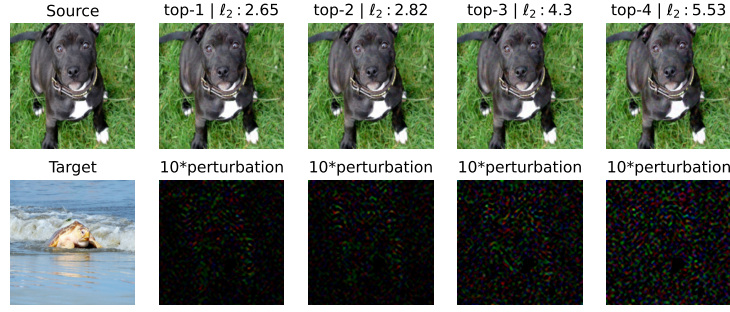 Source
top-1 | ℓ₂ : 2.65
top-2 | ℓ₂ : 2.82
top-3 | ℓ₂ : 4.3
top-4 | ℓ₂ : 5.53
Target
10*perturbation
10*perturbation
10*perturbation
10*perturbation